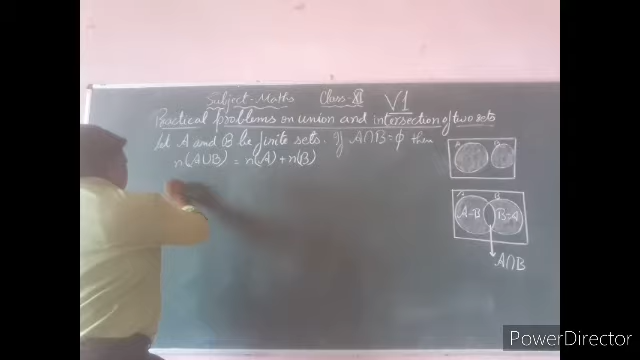 Subject - Maths Class - XI V1
Practical problems on union and intersection of two sets
Let A and B be finite sets. If A∩B = ϕ then
n(A∪B) = n(A) + n(B)
A B
A B
A-B B-A
A∩B
PowerDirector